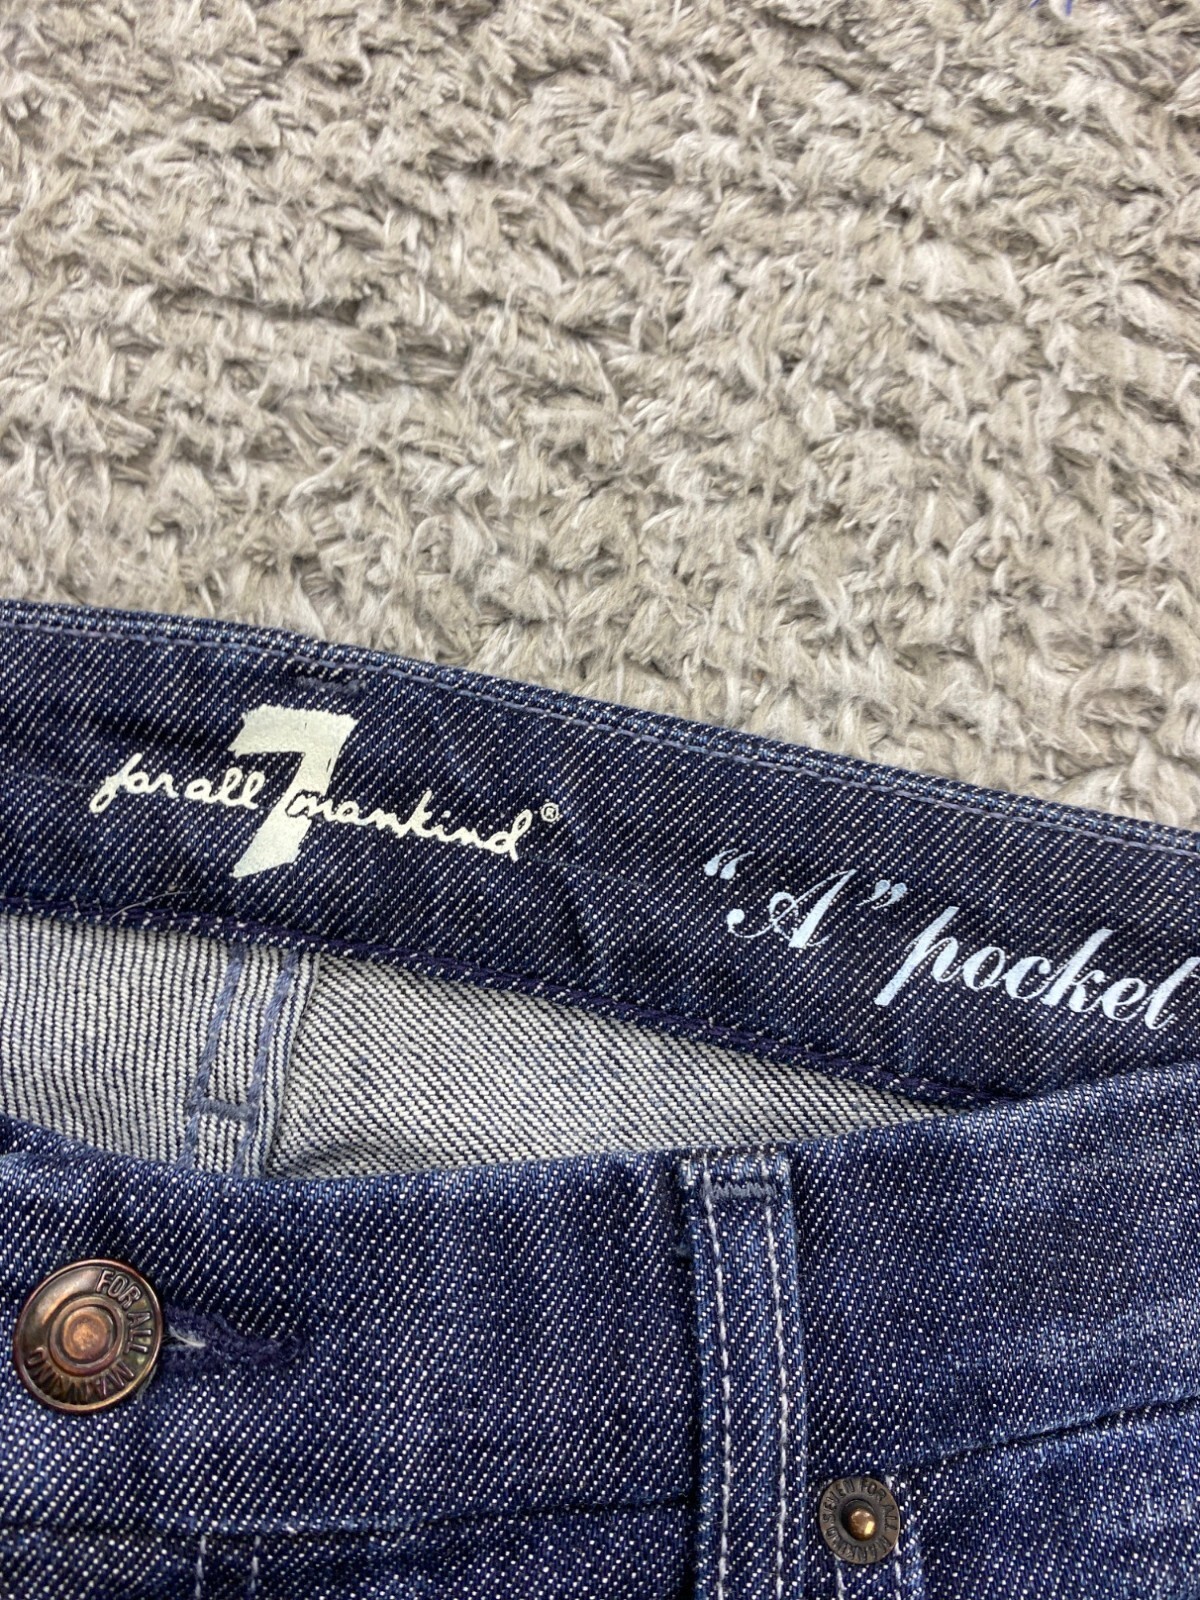 7
for all mankind®
“A” pocket
FOR ALL
MANKIND
SEVEN FOR ALL MANKIND